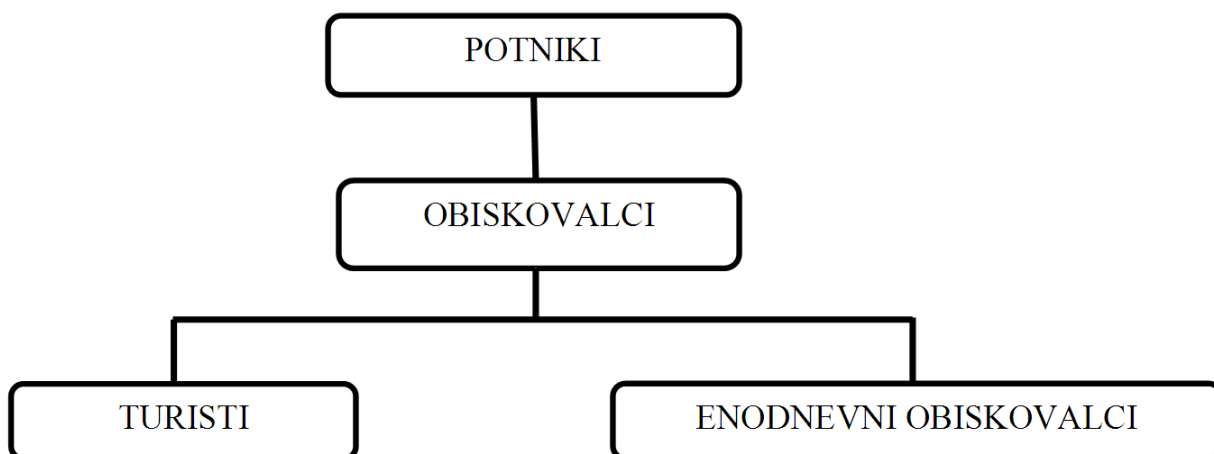 POTNIKI
OBISKOVALCI
TURISTI
ENODNEVNI OBISKOVALCI